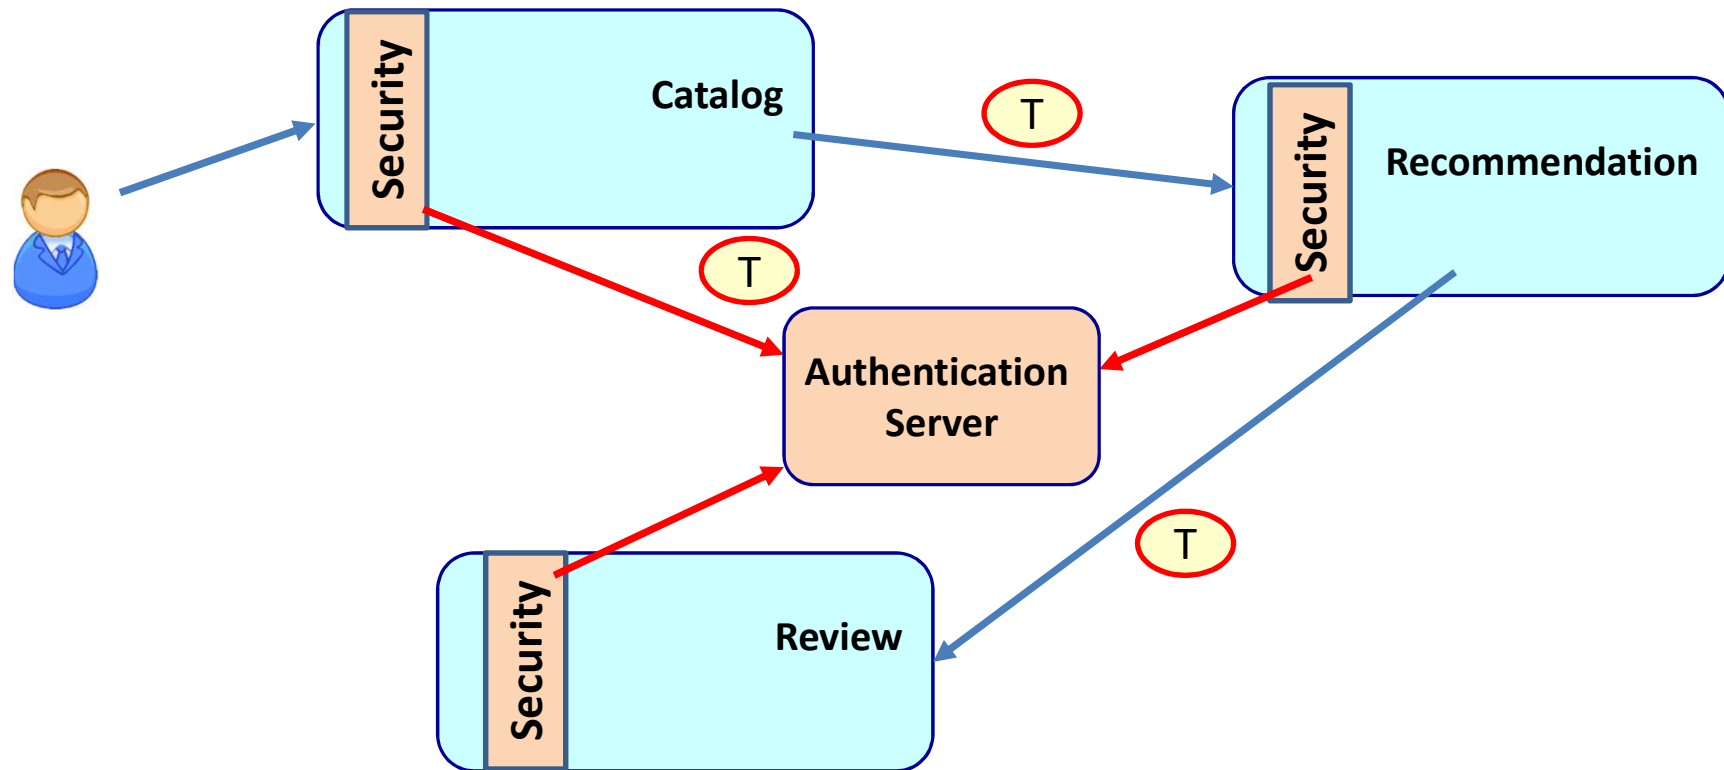 Security
Catalog
T
Security
Recommendation
T
Authentication
Server
T
Security
Review